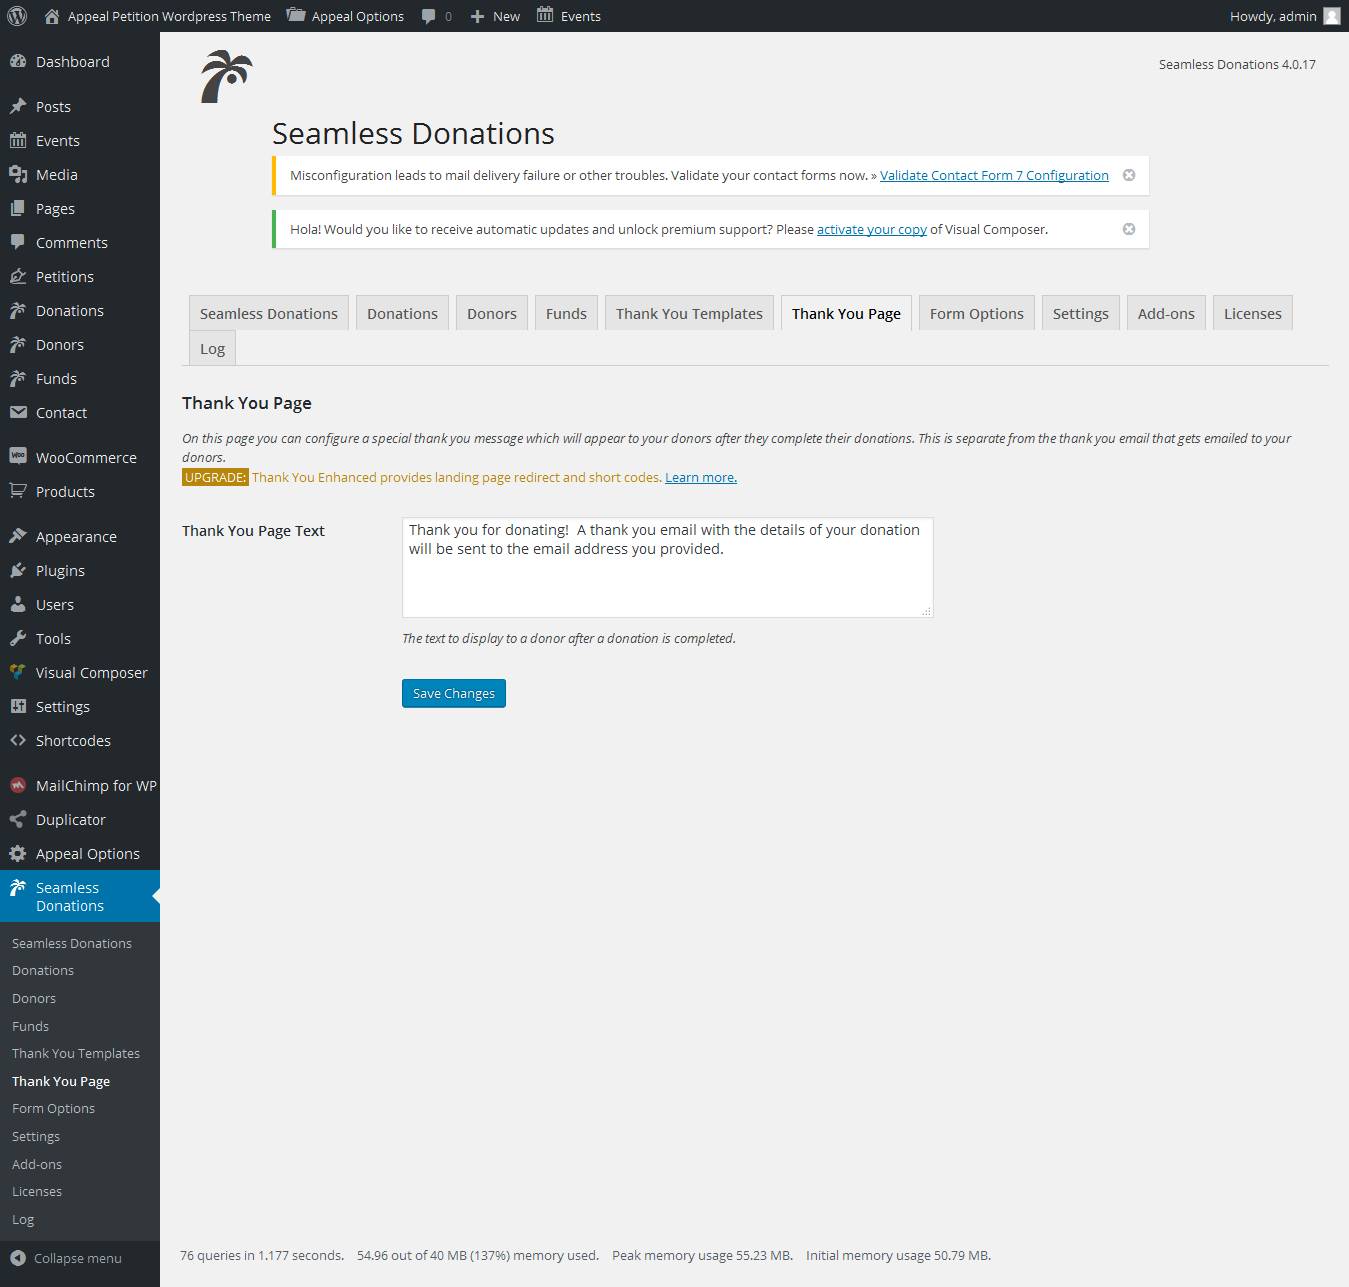 Appeal Petition Wordpress Theme Appeal Options 0 New Events Howdy, admin
Dashboard
Posts
Events
Media
Pages
Comments
Petitions
Donations
Donors
Funds
Contact
WooCommerce
Products
Appearance
Plugins
Users
Tools
Visual Composer
Settings
Shortcodes
MailChimp for WP
Duplicator
Appeal Options
Seamless
Donations
Seamless Donations
Donations
Donors
Funds
Thank You Templates
Thank You Page
Form Options
Settings
Add-ons
Licenses
Log
Collapse menu
Seamless Donations 4.0.17
Seamless Donations
Misconfiguration leads to mail delivery failure or other troubles. Validate your contact forms now. » Validate Contact Form 7 Configuration
Hola! Would you like to receive automatic updates and unlock premium support? Please activate your copy of Visual Composer.
Seamless Donations Donations Donors Funds Thank You Templates Thank You Page Form Options Settings Add-ons Licenses
Log
Thank You Page
On this page you can configure a special thank you message which will appear to your donors after they complete their donations. This is separate from the thank you email that gets emailed to your
donors.
UPGRADE: Thank You Enhanced provides landing page redirect and short codes. Learn more.
Thank You Page Text
Thank you for donating!  A thank you email with the details of your donation
will be sent to the email address you provided.
The text to display to a donor after a donation is completed.
Save Changes
76 queries in 1.177 seconds. 54.96 out of 40 MB (137%) memory used. Peak memory usage 55.23 MB. Initial memory usage 50.79 MB.